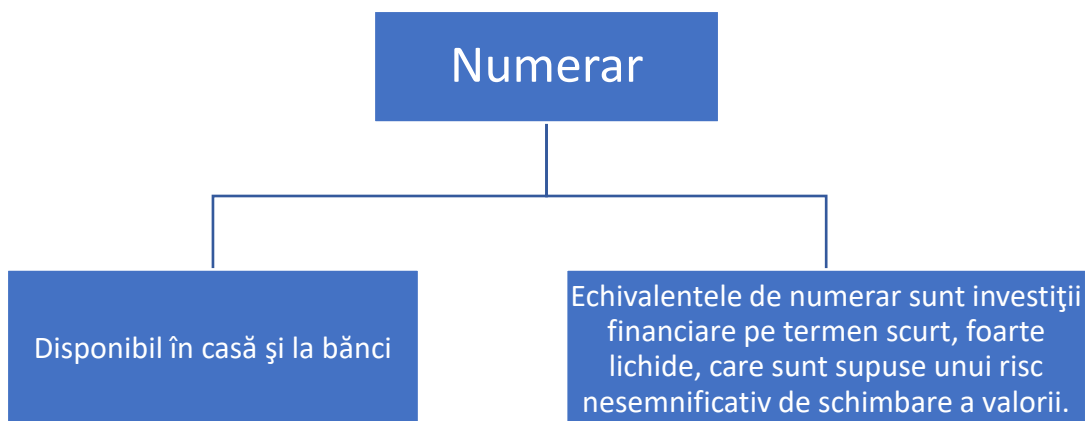 Numerar
Disponibil în casă şi la bănci
Echivalentele de numerar sunt investiţii
financiare pe termen scurt, foarte
lichide, care sunt supuse unui risc
nesemnificativ de schimbare a valorii.